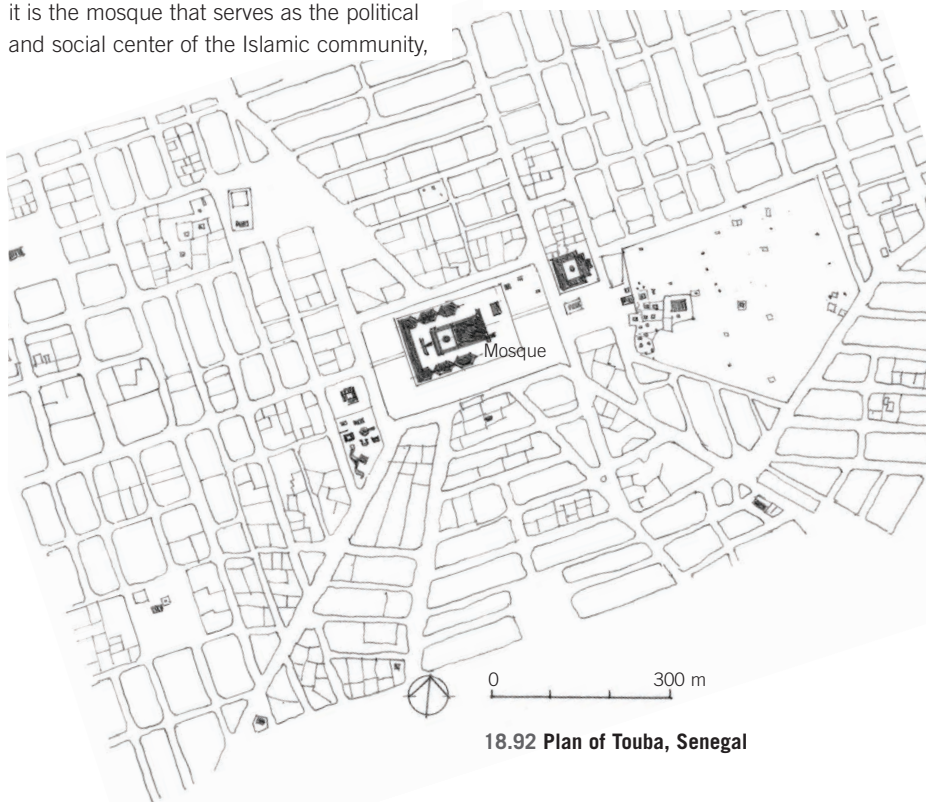 it is the mosque that serves as the political
and social center of the Islamic community,
Mosque
0 300 m
18.92 Plan of Touba, Senegal